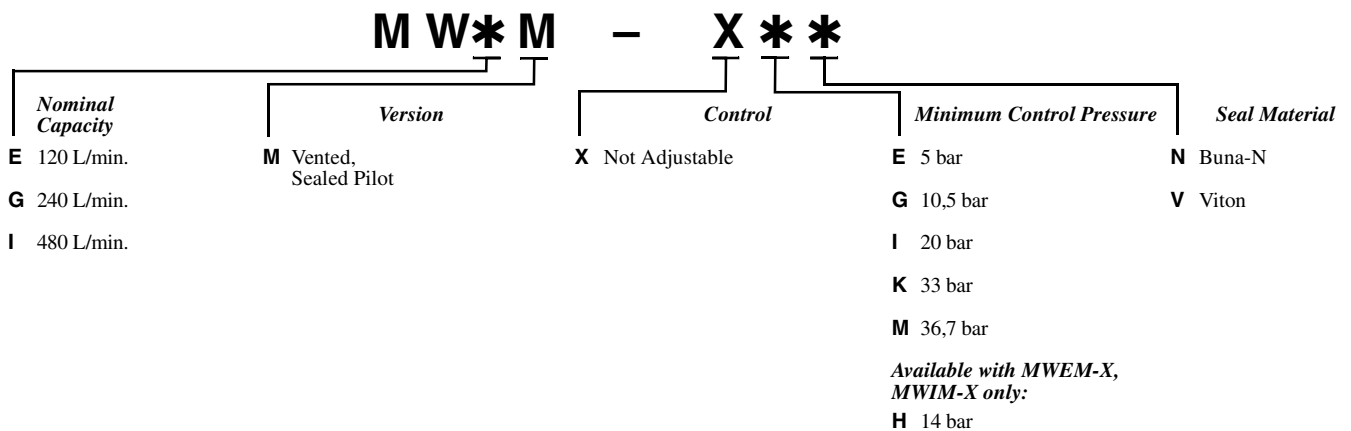 M W✱ M – X ✱ ✱
Nominal
Capacity
E 120 L/min.
G 240 L/min.
I 480 L/min.
Version
M Vented,
Sealed Pilot
Control
X Not Adjustable
Minimum Control Pressure
E 5 bar
G 10,5 bar
I 20 bar
K 33 bar
M 36,7 bar
Available with MWEM-X,
MWIM-X only:
H 14 bar
Seal Material
N Buna-N
V Viton